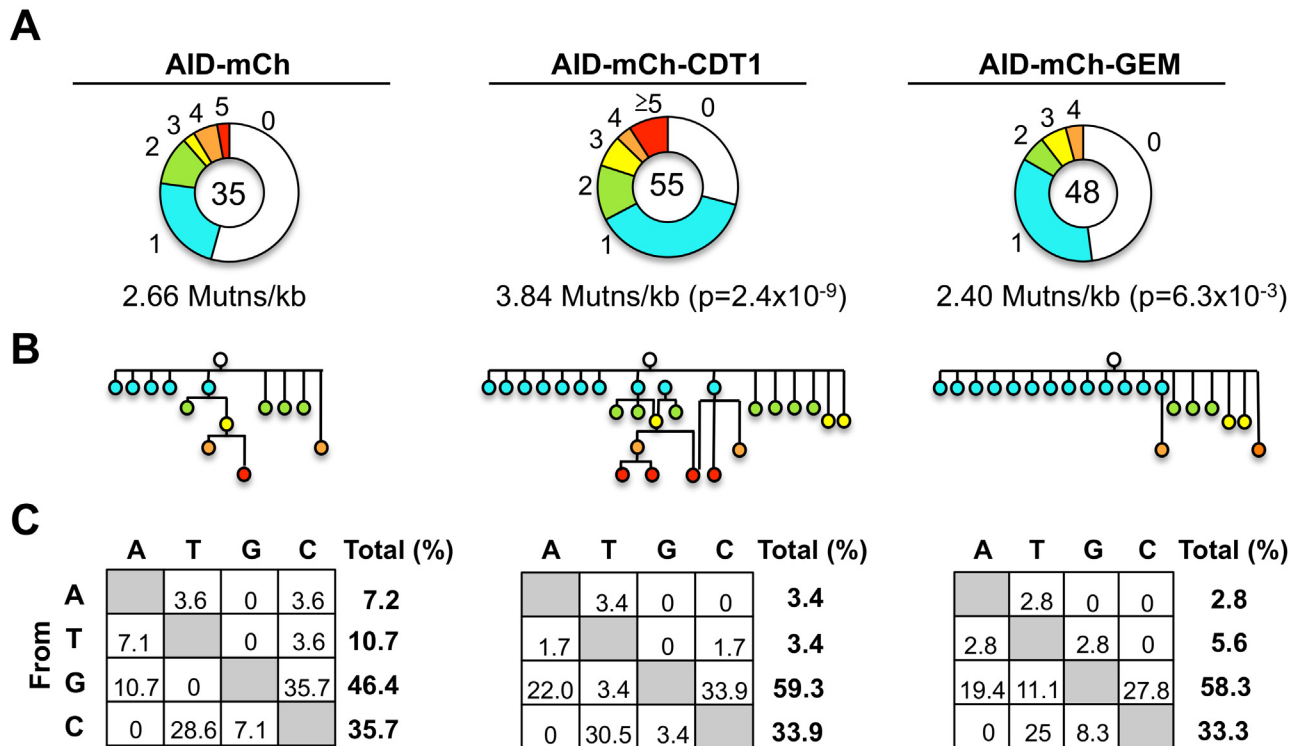 A
AID-mCh AID-mCh-CDT1 AID-mCh-GEM
0 1 2 3 4 5 35
0 1 2 3 4 ≥5 55
0 1 2 3 4 48
2.66 Mutns/kb 3.84 Mutns/kb (p=2.4x10⁻⁹) 2.40 Mutns/kb (p=6.3x10⁻³)
B
C
A T G C Total (%)
From
A 3.6 0 3.6 7.2
T 7.1 0 3.6 10.7
G 10.7 0 35.7 46.4
C 0 28.6 7.1 35.7
A T G C Total (%)
3.4 0 0 3.4
1.7 0 1.7 3.4
22.0 3.4 33.9 59.3
0 30.5 3.4 33.9
A T G C Total (%)
2.8 0 0 2.8
2.8 2.8 0 5.6
19.4 11.1 27.8 58.3
0 25 8.3 33.3